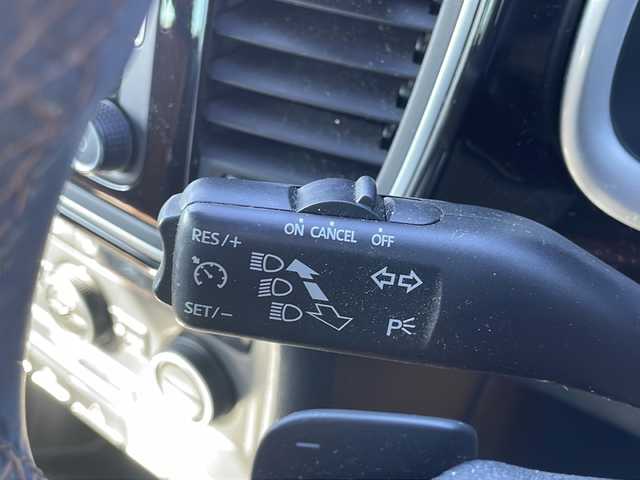 ON CANCEL OFF
RES/+
SET/–
P